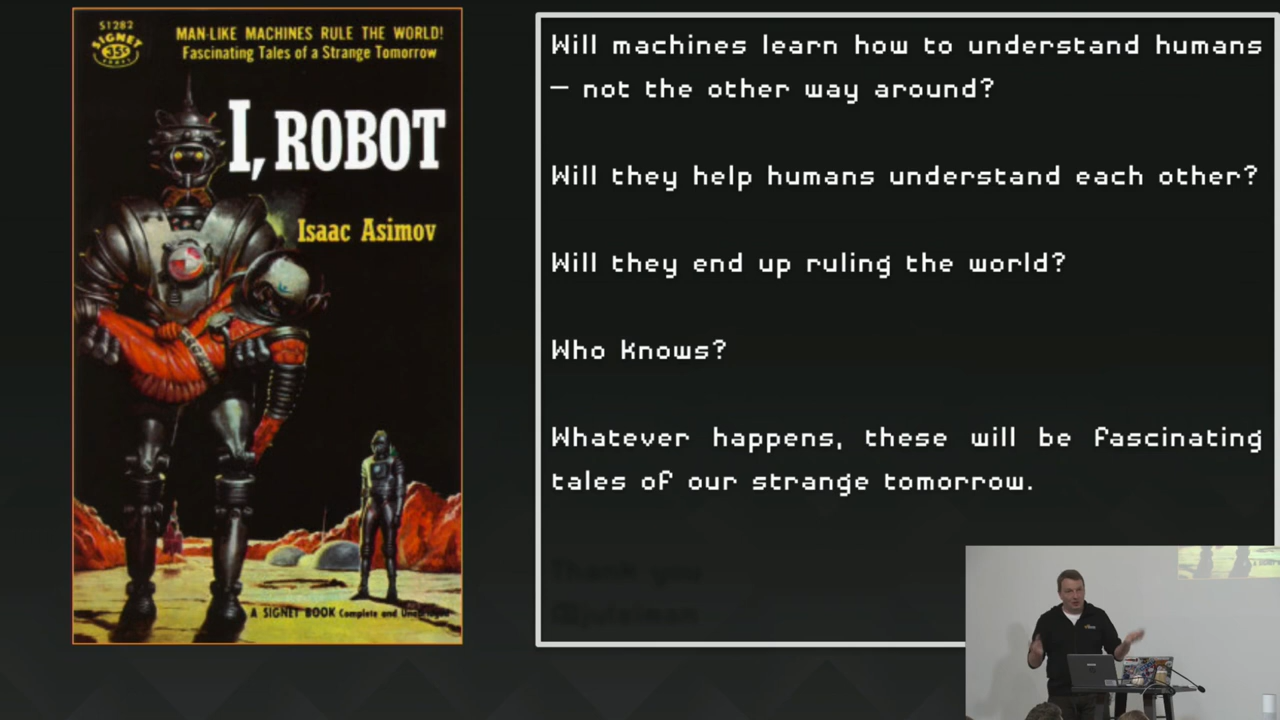 S1282
SIGNET
35¢
BOOKS
MAN-LIKE MACHINES RULE THE WORLD!
Fascinating Tales of a Strange Tomorrow
I, ROBOT
Isaac Asimov
A SIGNET BOOK Complete and
Will machines learn how to understand humans
— not the other way around?
Will they help humans understand each other?
Will they end up ruling the world?
Who knows?
Whatever happens, these will be fascinating
tales of our strange tomorrow.
Thank you